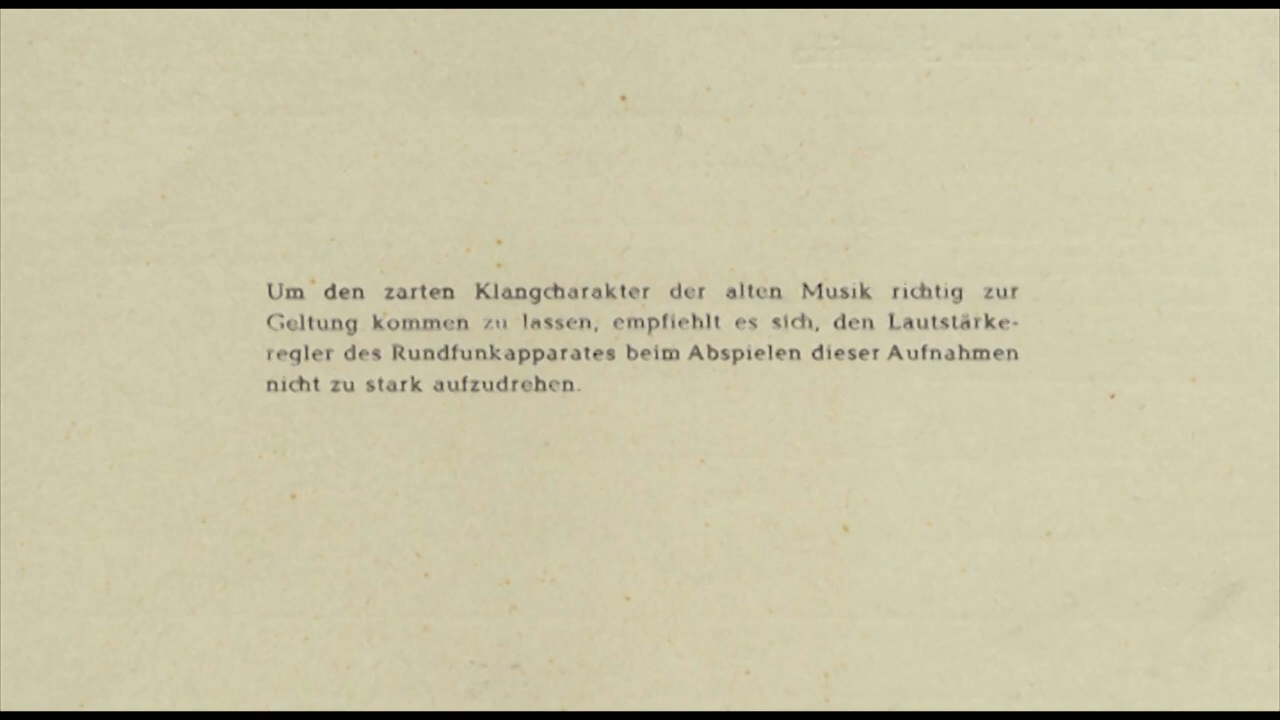 Um den zarten Klangcharakter der alten Musik richtig zur
Geltung kommen zu lassen, empfiehlt es sich, den Lautstärke-
regler des Rundfunkapparates beim Abspielen dieser Aufnahmen
nicht zu stark aufzudrehen.